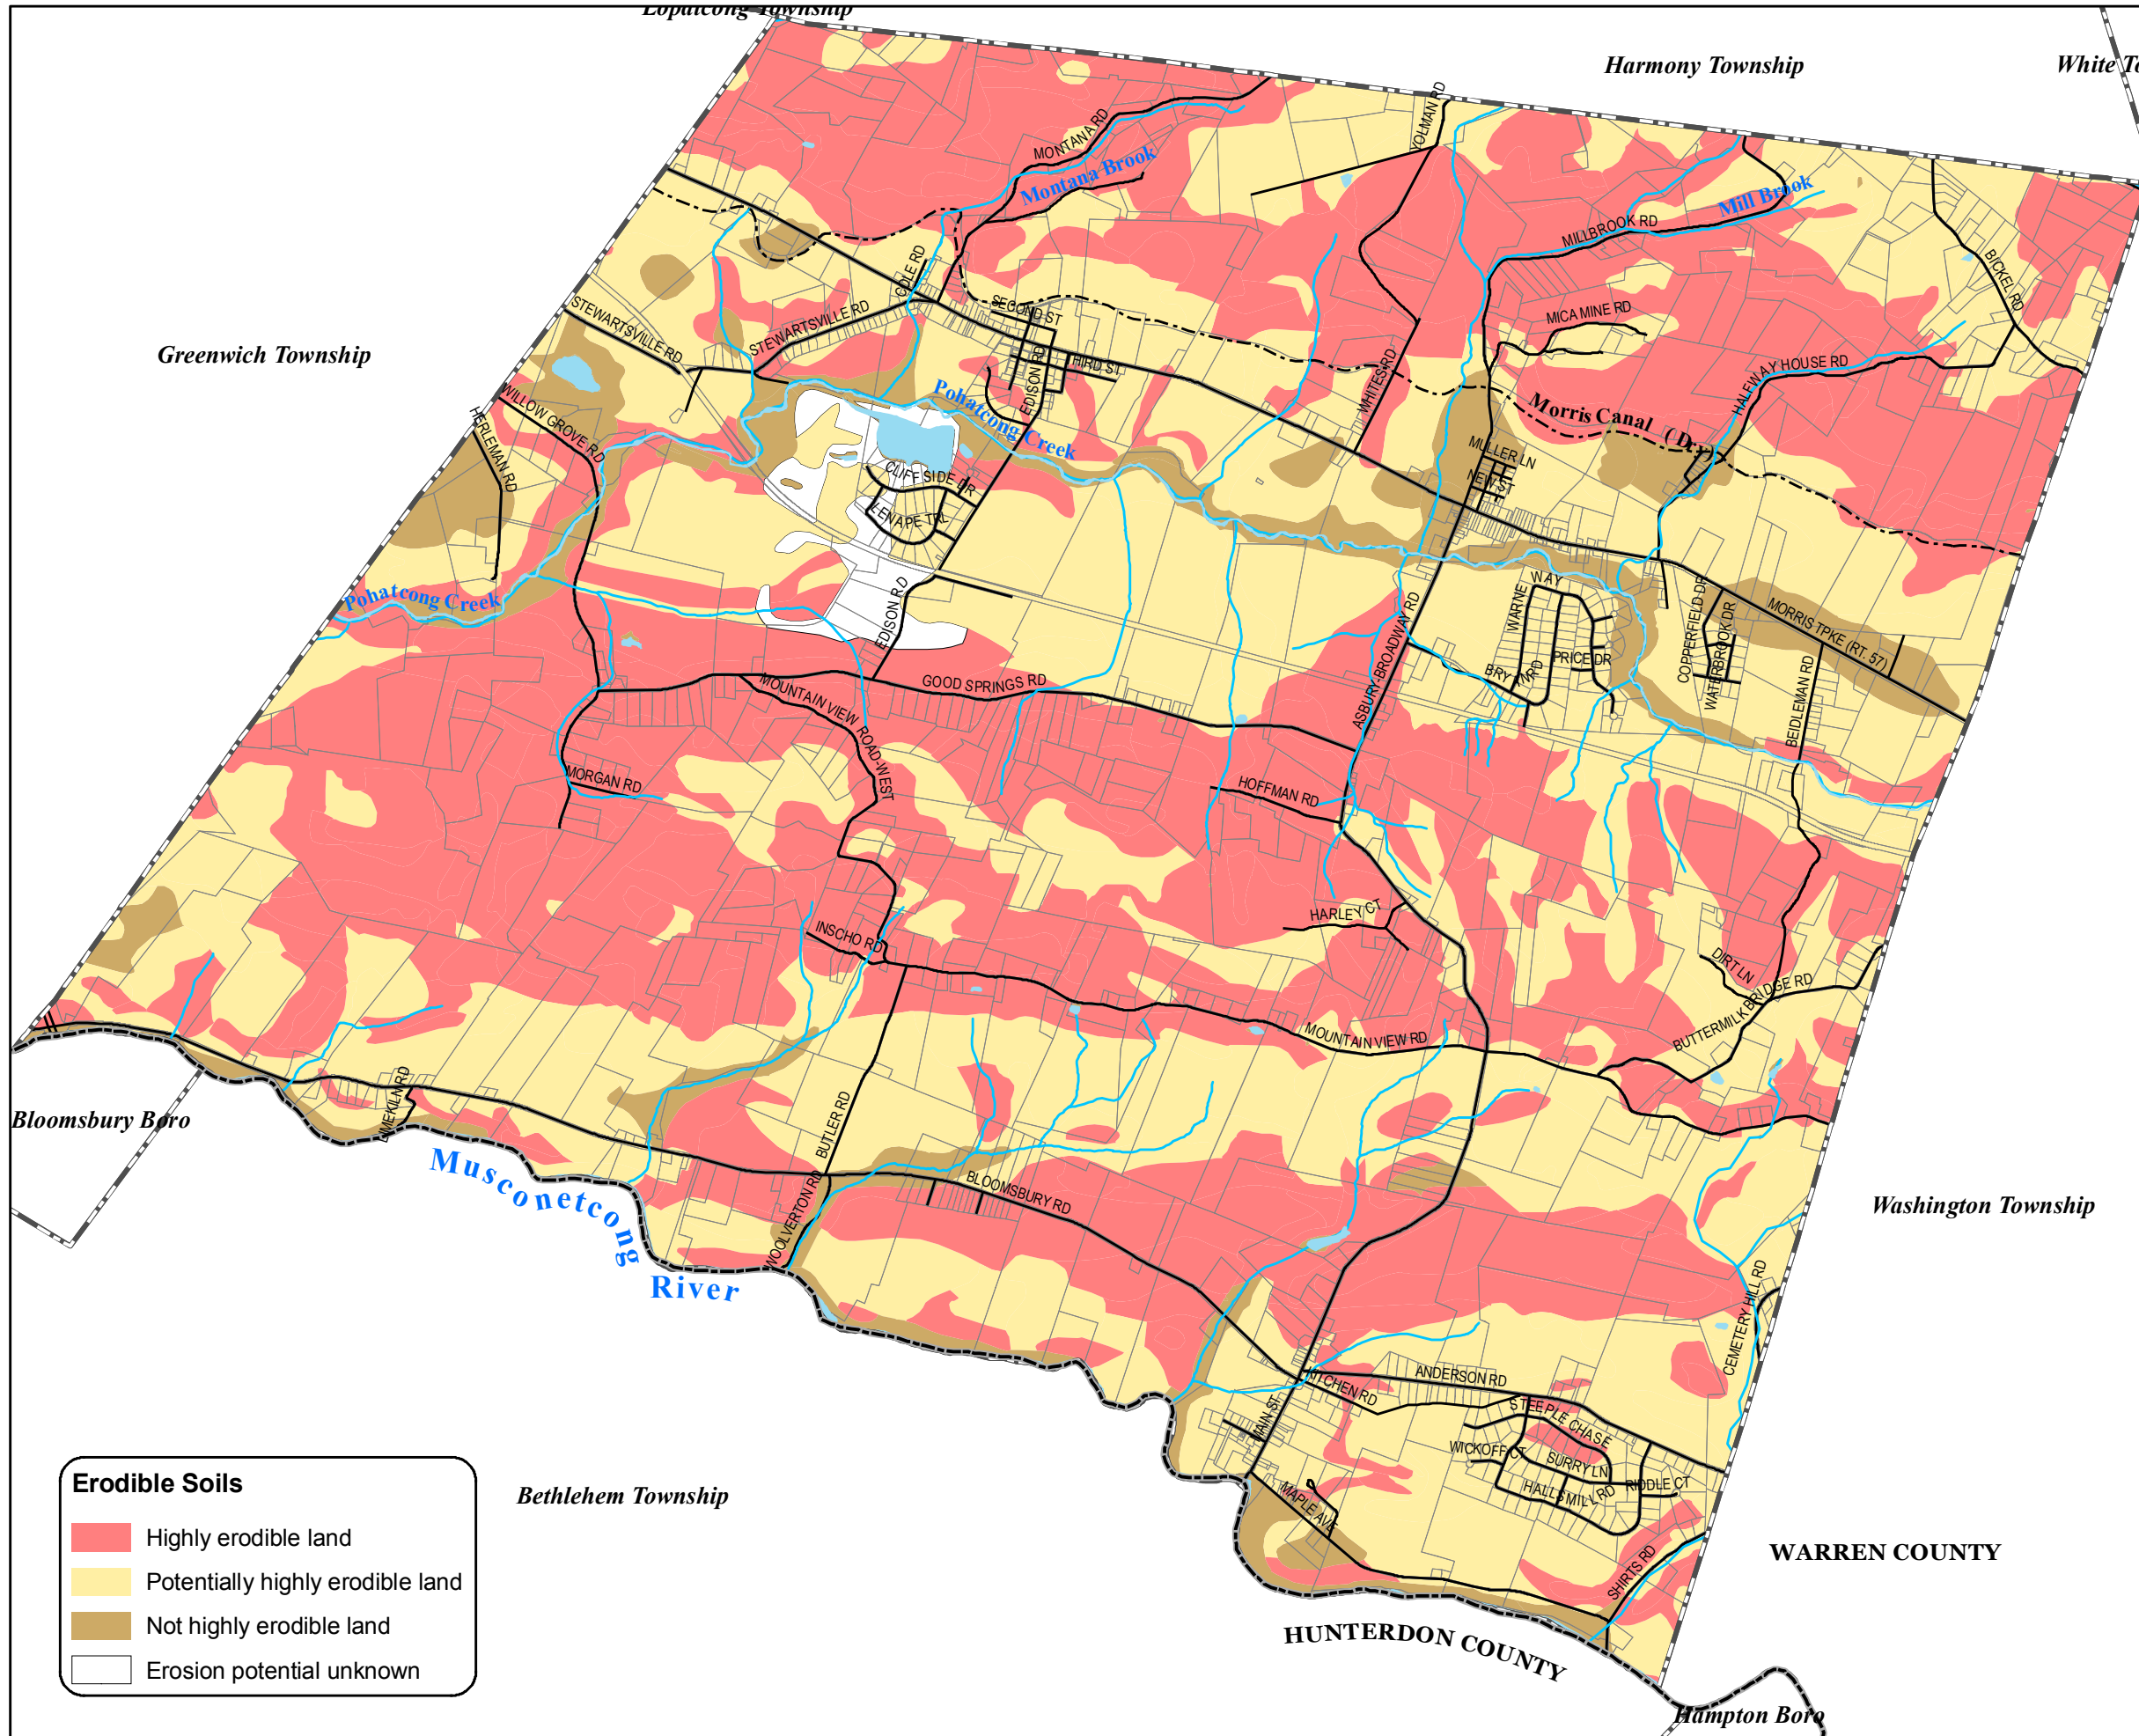 Lopatcong Township
Harmony Township
White To
YOLMAN RD
MONTANA RD
Montana Brook
Mill Brook
MILLBROOK RD
BICKEL RD
COLE RD
SECOND ST
MICA MINE RD
STEWARTSVILLE RD
STEWARTSVILLE RD
Greenwich Township
HIRD ST
EDISON RD
WHITES RD
HALFWAY HOUSE RD
Pohatcong Creek
Morris Canal (Dry)
WILLOW GROVE RD
HERLEMAN RD
MULLER LN
NEW ST
CLIFF SIDE DR
LENAPE TRL
Pohatcong Creek
EDISON RD
WARNE WAY
ASBURY-BROADWAY RD
PRICE DR
COPPERFIELD DR
WATERBROOK DR
MORRIS TPKE (RT. 57)
BEIDLEMAN RD
GOOD SPRINGS RD
MOUNTAIN VIEW ROAD-WEST
MORGAN RD
HOFFMAN RD
HARLEY CT
INSCHO RD
DIRT LN
BUTTERMILK BRIDGE RD
MOUNTAIN VIEW RD
LIMEKILN RD
Bloomsbury Boro
BUTLER RD
Musconetcong
River
WOOLVERTON RD
BLOOMSBURY RD
Washington Township
CEMETERY HILL RD
ANDERSON RD
KITCHEN RD
MAIN ST
STEEPLE CHASE
WICKOFF CT
SURRY LN
HALLSMILL RD
RIDDLE CT
MAPLE AVE
SHIRTS RD
Bethlehem Township
WARREN COUNTY
HUNTERDON COUNTY
Hampton Boro
Erodible Soils
Highly erodible land
Potentially highly erodible land
Not highly erodible land
Erosion potential unknown